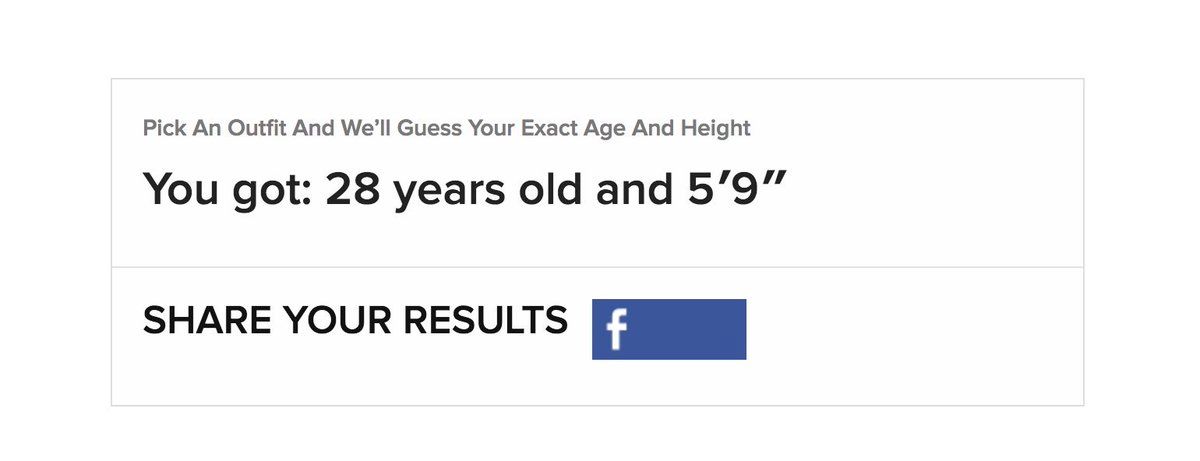 Pick An Outfit And We’ll Guess Your Exact Age And Height
You got: 28 years old and 5′9″
SHARE YOUR RESULTS f